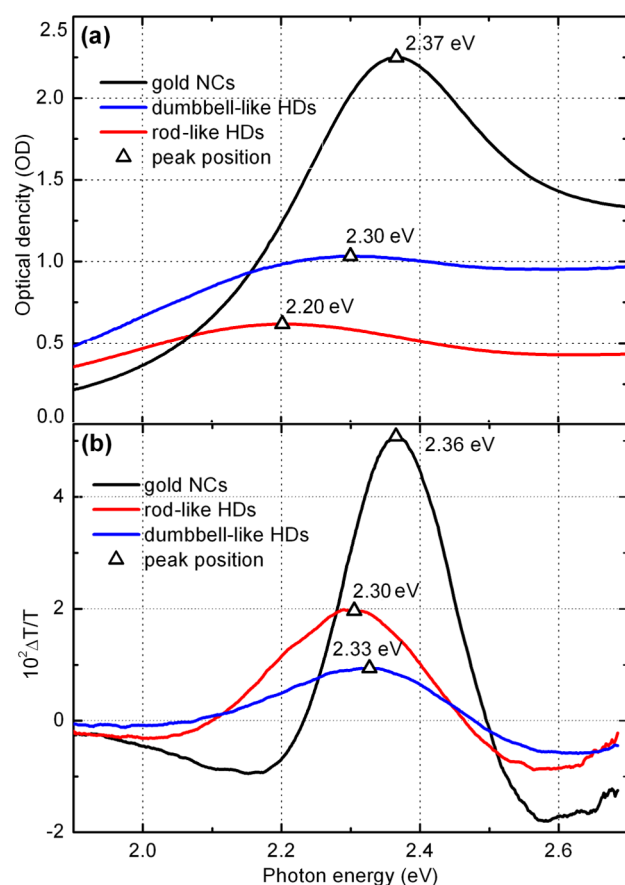 (a)
2.37 eV
gold NCs
dumbbell-like HDs
rod-like HDs
peak position
2.30 eV
2.20 eV
Optical dencity (OD)
2.5
2.0
1.5
1.0
0.5
0.0
(b)
2.36 eV
gold NCs
rod-like HDs
dumbbell-like HDs
peak position
2.30 eV
2.33 eV
10²ΔT/T
4
2
0
-2
2.0 2.2 2.4 2.6
Photon energy (eV)